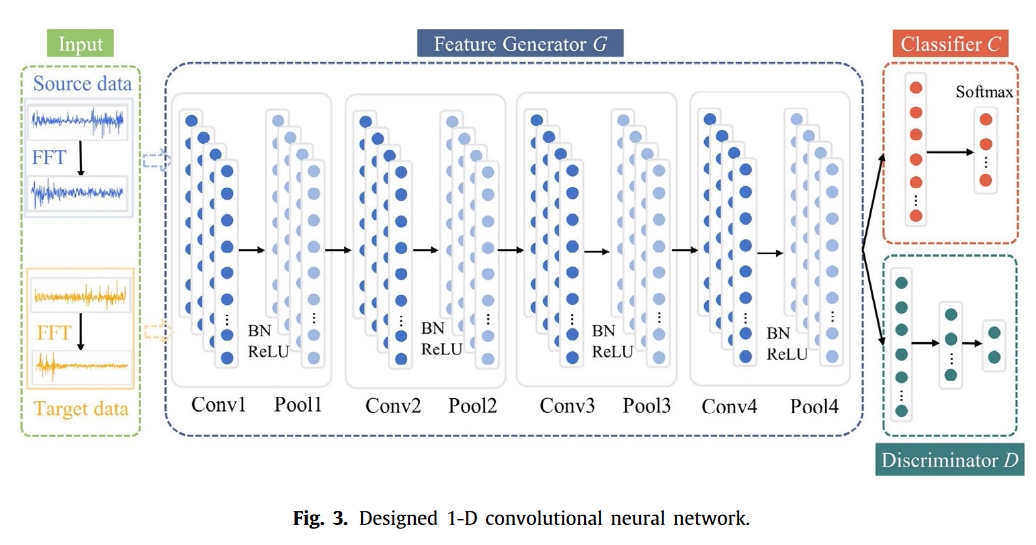 Input
Feature Generator G
Classifier C
Source data
FFT
FFT
Target data
BN
ReLU
Conv1
Pool1
BN
ReLU
Conv2
Pool2
BN
ReLU
Conv3
Pool3
BN
ReLU
Conv4
Pool4
Softmax
Discriminator D
Fig. 3. Designed 1-D convolutional neural network.